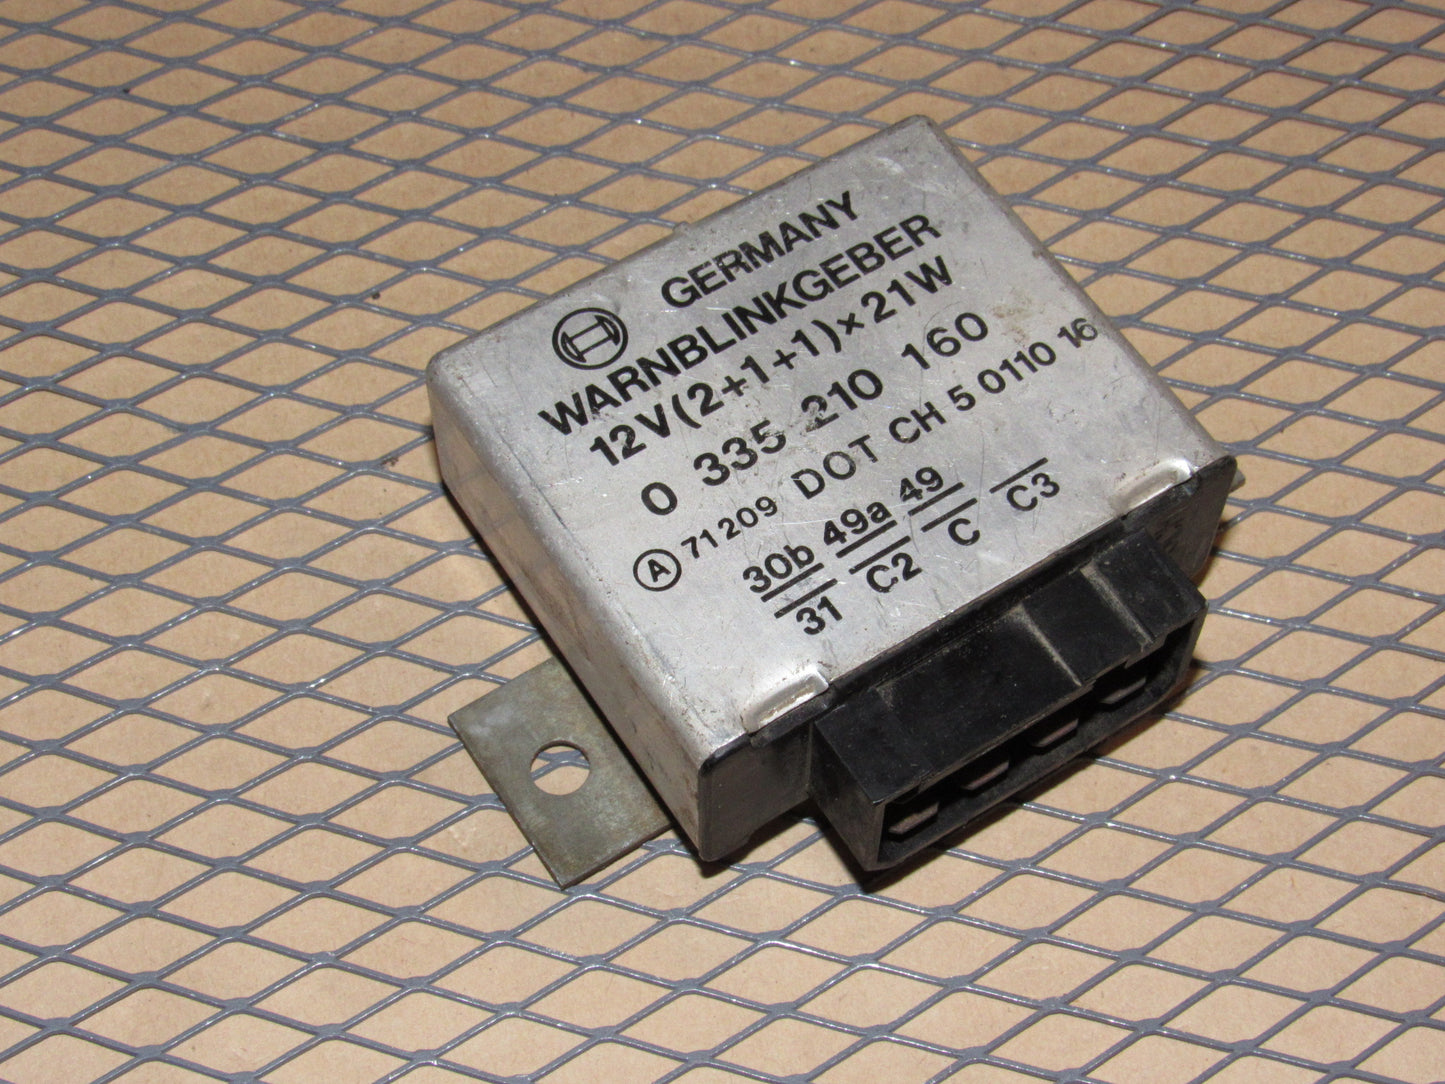 GERMANY
WARNBLINKGEBER
12V(2+1+1)×21W
0 335 210 160
A 71209 DOT CH 5 0110 16
30b 49a 49
31 C2 C C3